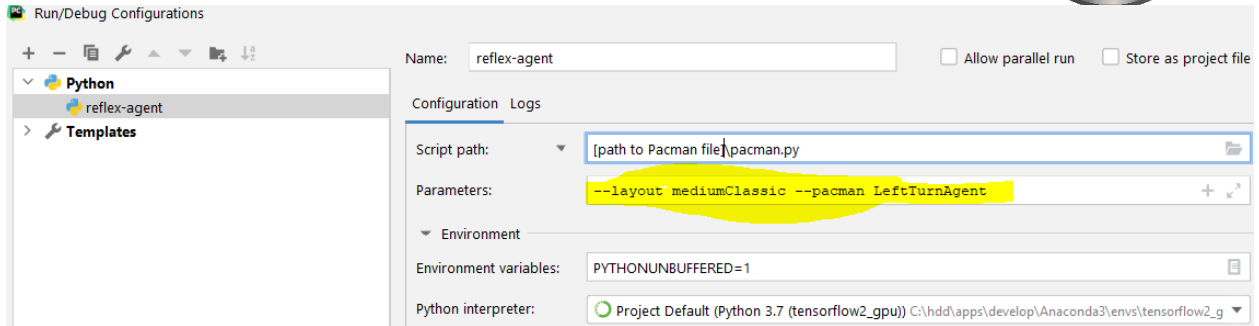 PC Run/Debug Configurations
Name: reflex-agent Allow parallel run Store as project file
Python
reflex-agent
Templates
Configuration Logs
Script path: [path to Pacman file]\pacman.py
Parameters: --layout mediumClassic --pacman LeftTurnAgent
Environment
Environment variables: PYTHONUNBUFFERED=1
Python interpreter: Project Default (Python 3.7 (tensorflow2_gpu)) C:\hdd\apps\develop\Anaconda3\envs\tensorflow2_g